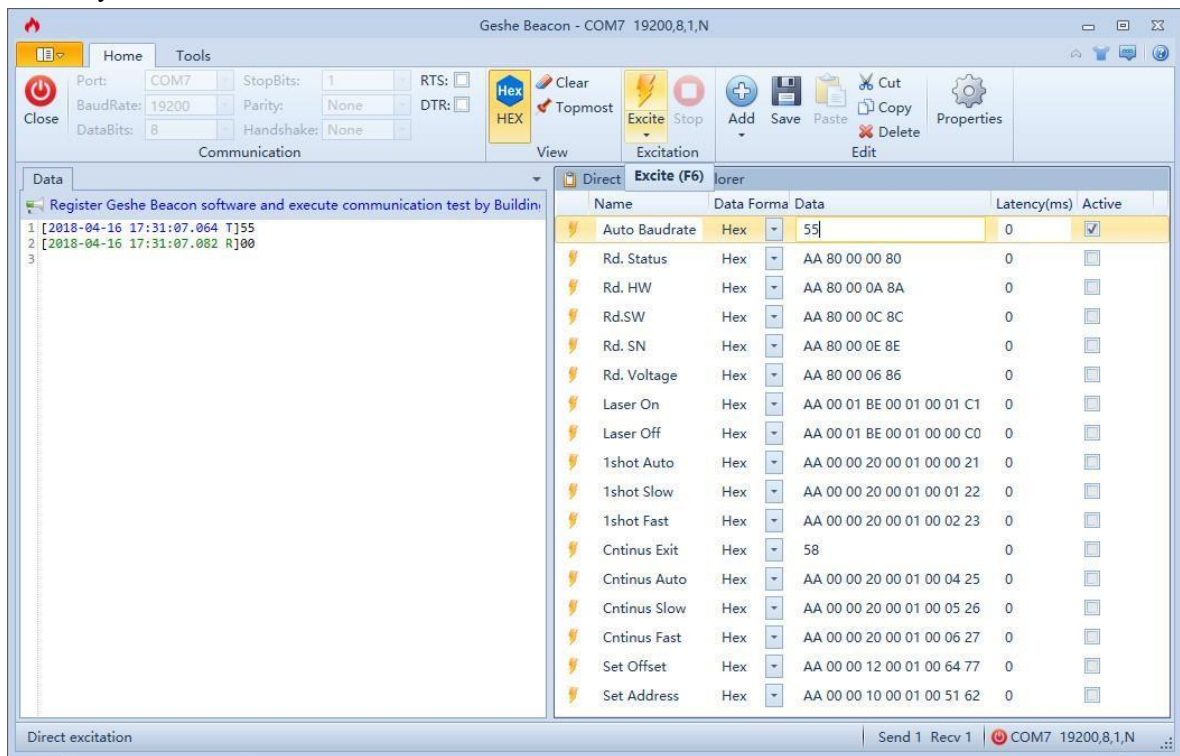 Geshe Beacon - COM7 19200,8,1,N
Home Tools
Close
Port: COM7 StopBits: 1 RTS:
BaudRate: 19200 Parity: None DTR:
DataBits: 8 Handshake: None
Communication
Hex
HEX
Clear
Topmost
View
Excite Stop
Excitation
Add Save Paste
Cut
Copy
Delete
Properties
Edit
Data
Register Geshe Beacon software and execute communication test by Buildin
1 [2018-04-16 17:31:07.064 T]55
2 [2018-04-16 17:31:07.082 R]00
3
Direct Excite (F6) lorer
Name Data Forma Data Latency(ms) Active
Auto Baudrate Hex 55 0
Rd. Status Hex AA 80 00 00 80 0
Rd. HW Hex AA 80 00 0A 8A 0
Rd.SW Hex AA 80 00 0C 8C 0
Rd. SN Hex AA 80 00 0E 8E 0
Rd. Voltage Hex AA 80 00 06 86 0
Laser On Hex AA 00 01 BE 00 01 00 01 C1 0
Laser Off Hex AA 00 01 BE 00 01 00 00 C0 0
1shot Auto Hex AA 00 00 20 00 01 00 00 21 0
1shot Slow Hex AA 00 00 20 00 01 00 01 22 0
1shot Fast Hex AA 00 00 20 00 01 00 02 23 0
Cntinus Exit Hex 58 0
Cntinus Auto Hex AA 00 00 20 00 01 00 04 25 0
Cntinus Slow Hex AA 00 00 20 00 01 00 05 26 0
Cntinus Fast Hex AA 00 00 20 00 01 00 06 27 0
Set Offset Hex AA 00 00 12 00 01 00 64 77 0
Set Address Hex AA 00 00 10 00 01 00 51 62 0
Direct excitation Send 1 Recv 1 COM7 19200,8,1,N